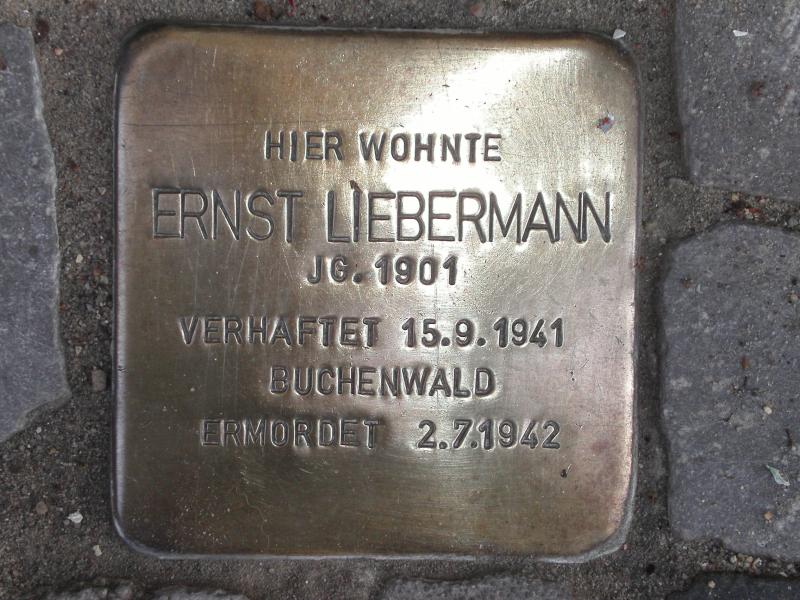 HIER WOHNTE
ERNST LIEBERMANN
JG. 1901
VERHAFTET 15.9.1941
BUCHENWALD
ERMORDET 2.7.1942